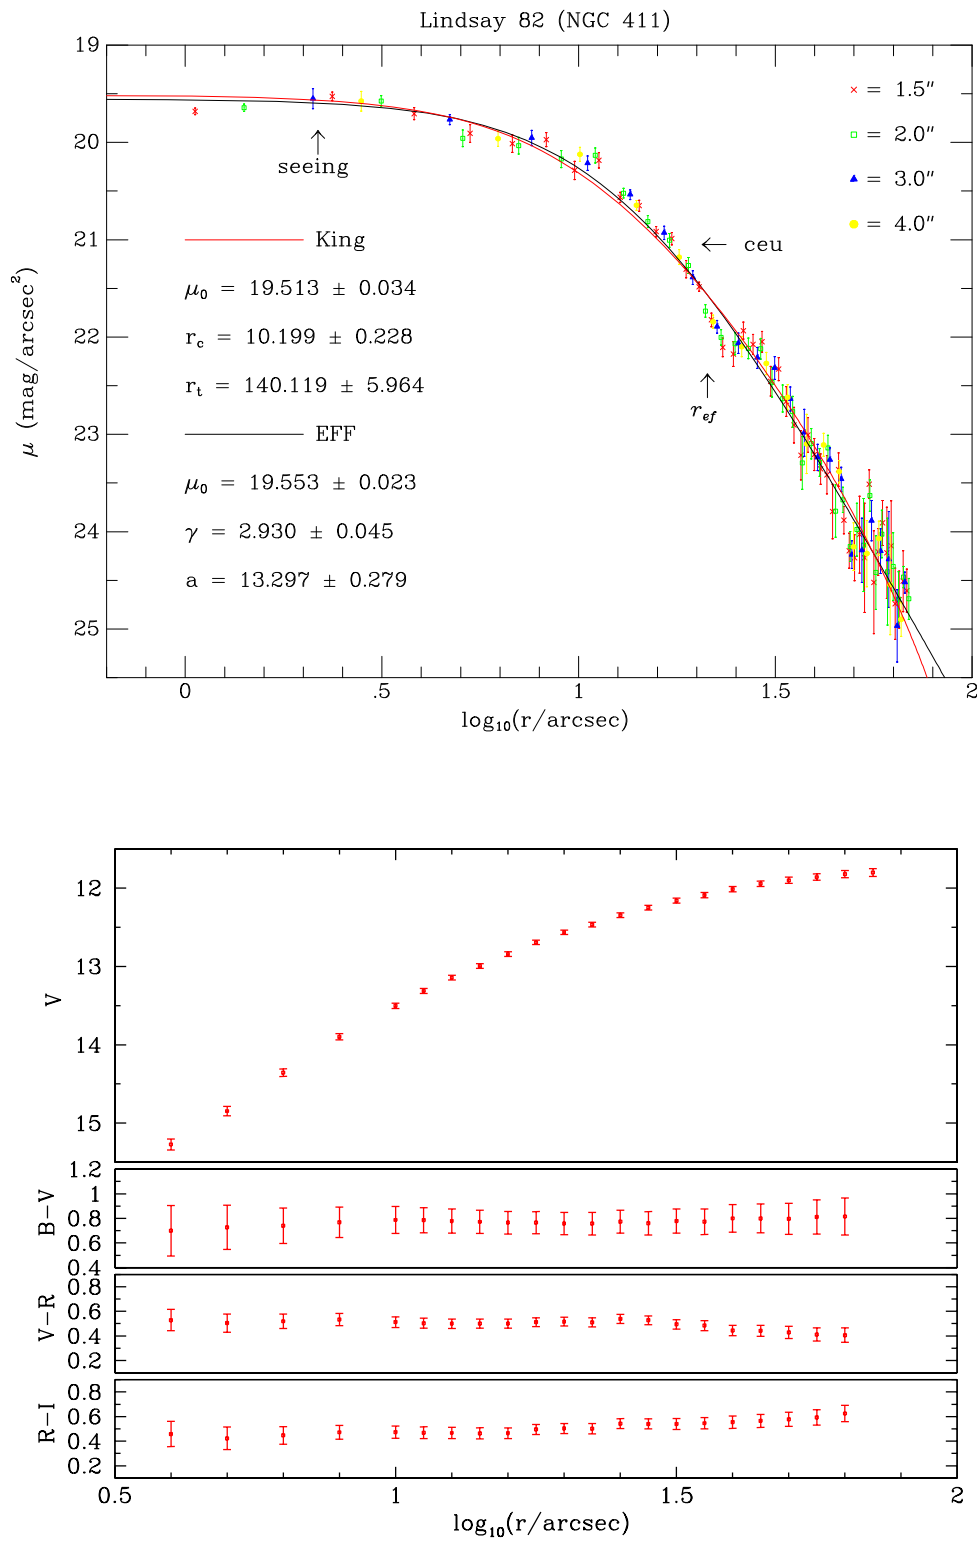 Lindsay 82 (NGC 411)
19
20
21
22
23
24
25
μ (mag/arcsec²)
× = 1.5″
□ = 2.0″
▲ = 3.0″
● = 4.0″
↑
seeing
← ceu
↑
r_ef
King
μ₀ = 19.513 ± 0.034
r_c = 10.199 ± 0.228
r_t = 140.119 ± 5.964
EFF
μ₀ = 19.553 ± 0.023
γ = 2.930 ± 0.045
a = 13.297 ± 0.279
0 .5 1 1.5 2
log₁₀(r/arcsec)
12
13
14
15
V
1.2
1
0.8
0.6
0.4
B−V
0.8
0.6
0.4
0.2
V−R
0.8
0.6
0.4
0.2
R−I
0.5 1 1.5 2
log₁₀(r/arcsec)